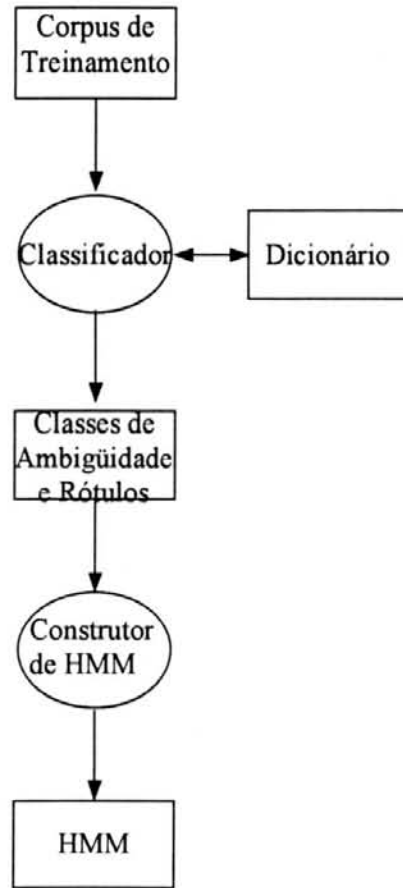 Corpus de
Treinamento
Classificador
Dicionário
Classes de
Ambigüidade
e Rótulos
Construtor
de HMM
HMM